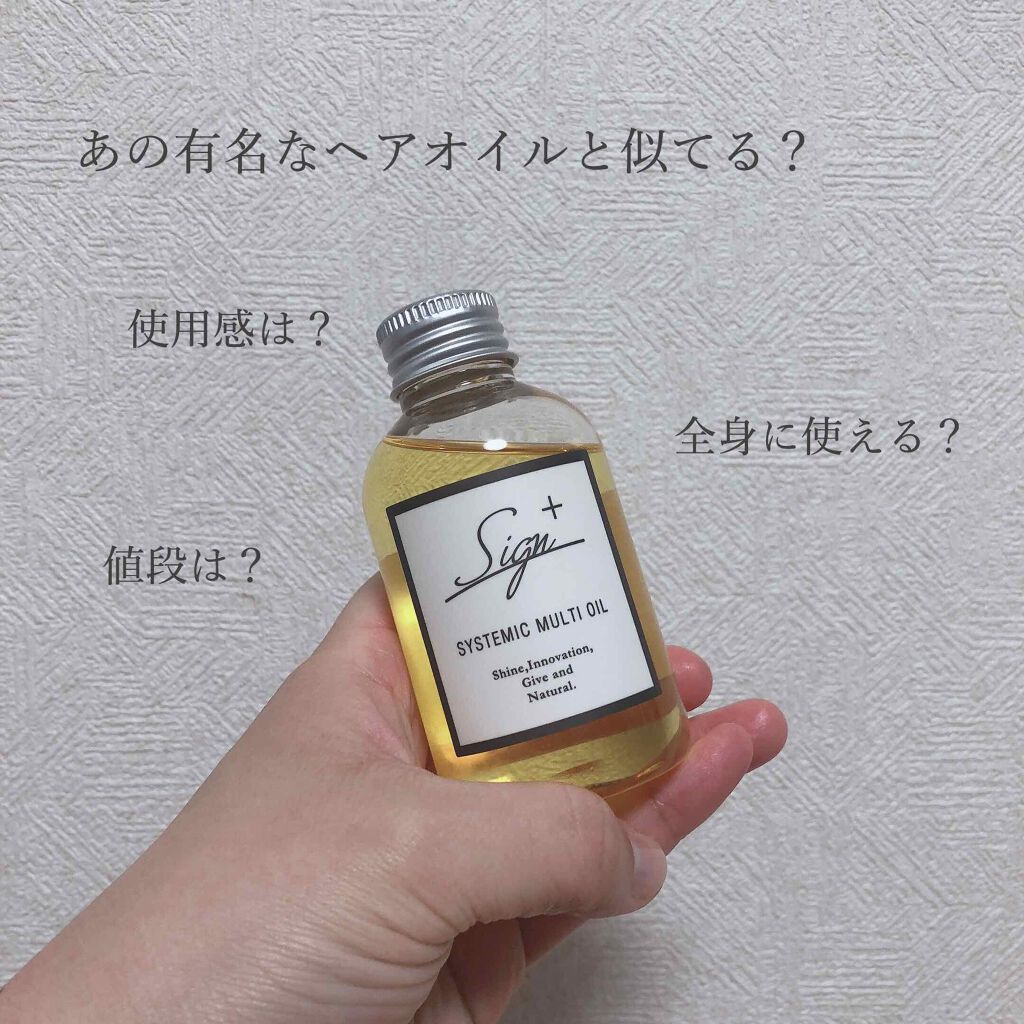 あの有名なヘアオイルと似てる？
使用感は？
全身に使える？
値段は？
Sign+
SYSTEMIC MULTI OIL
Shine,Innovation,
Give and
Natural.